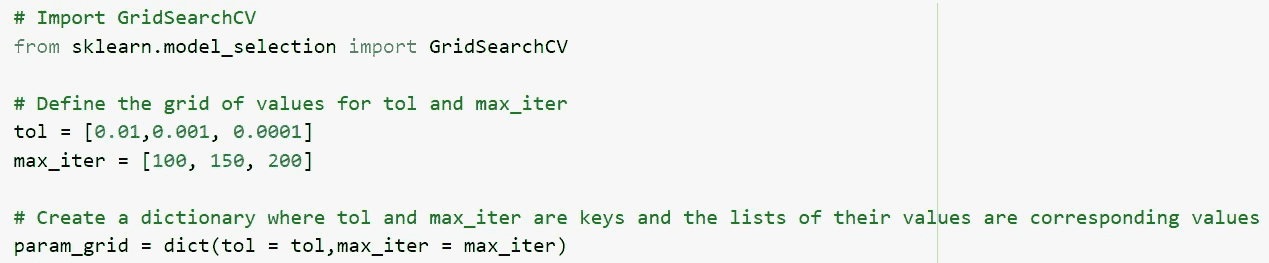 # Import GridSearchCV
from sklearn.model_selection import GridSearchCV
# Define the grid of values for tol and max_iter
tol = [0.01,0.001, 0.0001]
max_iter = [100, 150, 200]
# Create a dictionary where tol and max_iter are keys and the lists of their values are corresponding values
param_grid = dict(tol = tol,max_iter = max_iter)